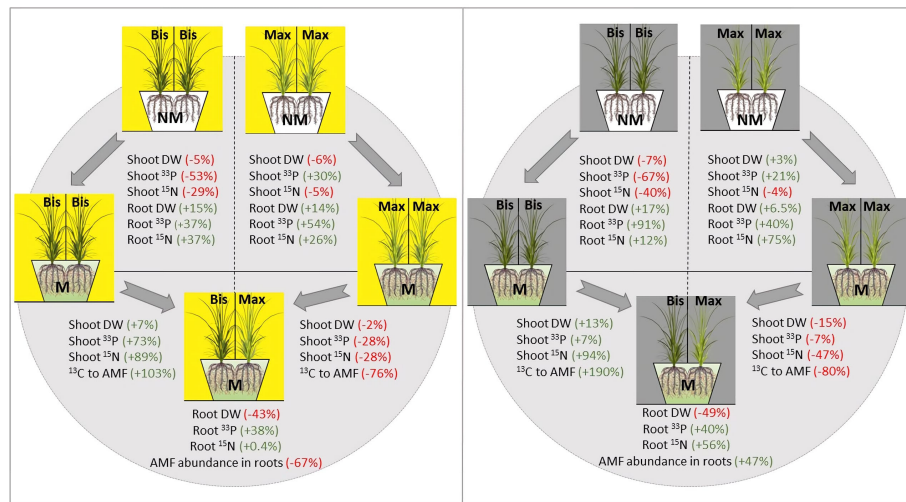 Bis Bis
NM
Max Max
NM
Shoot DW (-5%)
Shoot ³³P (-53%)
Shoot ¹⁵N (-29%)
Root DW (+15%)
Root ³³P (+37%)
Root ¹⁵N (+37%)
Shoot DW (-6%)
Shoot ³³P (+30%)
Shoot ¹⁵N (-5%)
Root DW (+14%)
Root ³³P (+54%)
Root ¹⁵N (+26%)
Bis Bis
M
Max Max
M
Bis Max
M
Shoot DW (+7%)
Shoot ³³P (+73%)
Shoot ¹⁵N (+89%)
¹³C to AMF (+103%)
Shoot DW (-2%)
Shoot ³³P (-28%)
Shoot ¹⁵N (-28%)
¹³C to AMF (-76%)
Root DW (-43%)
Root ³³P (+38%)
Root ¹⁵N (+0.4%)
AMF abundance in roots (-67%)
Bis Bis
NM
Max Max
NM
Shoot DW (-7%)
Shoot ³³P (-67%)
Shoot ¹⁵N (-40%)
Root DW (+17%)
Root ³³P (+91%)
Root ¹⁵N (+12%)
Shoot DW (+3%)
Shoot ³³P (+21%)
Shoot ¹⁵N (-4%)
Root DW (+6.5%)
Root ³³P (+40%)
Root ¹⁵N (+75%)
Bis Bis
M
Max Max
M
Bis Max
M
Shoot DW (+13%)
Shoot ³³P (+7%)
Shoot ¹⁵N (+94%)
¹³C to AMF (+190%)
Shoot DW (-15%)
Shoot ³³P (-7%)
Shoot ¹⁵N (-47%)
¹³C to AMF (-80%)
Root DW (-49%)
Root ³³P (+40%)
Root ¹⁵N (+56%)
AMF abundance in roots (+47%)